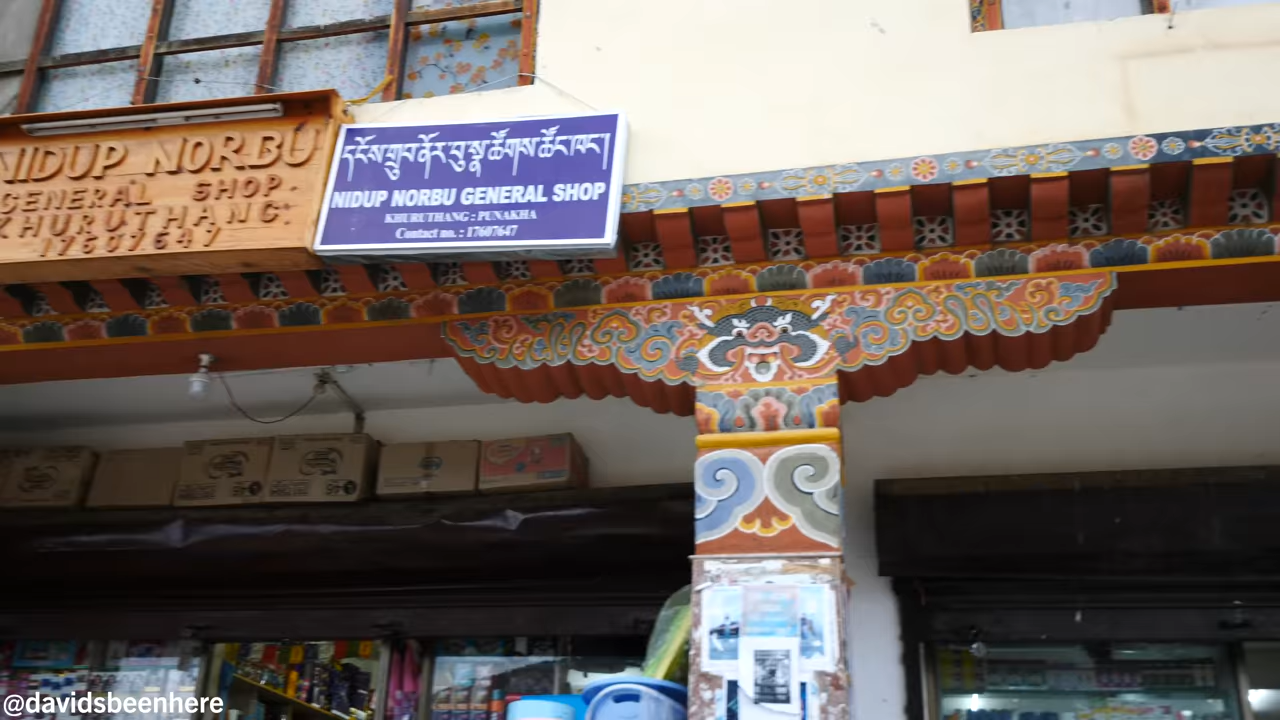 NIDUP NORBU
GENERAL SHOP
KHURUTHANG
17607647
དངོས་གྲུབ་ནོར་བུ་སྣ་ཚོགས་ཚོང་ཁང་།
NIDUP NORBU GENERAL SHOP
KHURUTHANG : PUNAKHA
Contact no. : 17607647
@davidsbeenhere